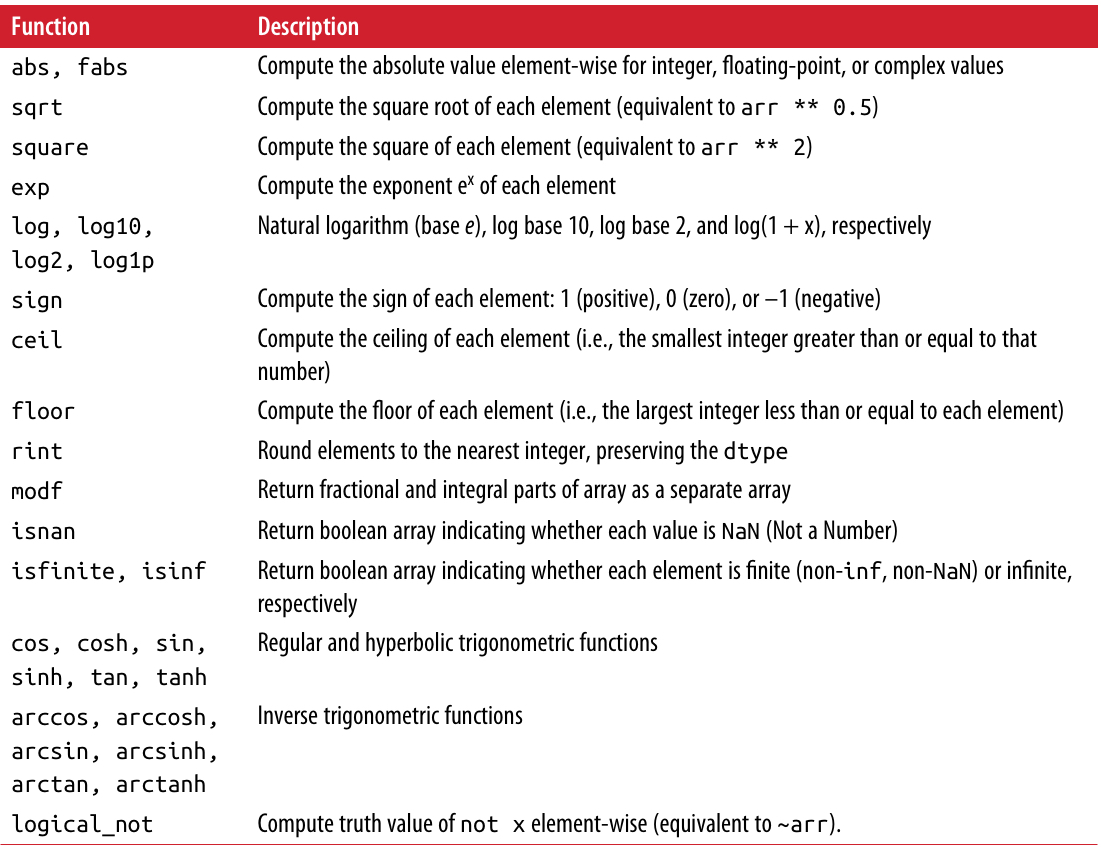 Function Description
abs, fabs Compute the absolute value element-wise for integer, floating-point, or complex values
sqrt Compute the square root of each element (equivalent to arr ** 0.5)
square Compute the square of each element (equivalent to arr ** 2)
exp Compute the exponent eˣ of each element
log, log10, Natural logarithm (base e), log base 10, log base 2, and log(1 + x), respectively
log2, log1p
sign Compute the sign of each element: 1 (positive), 0 (zero), or –1 (negative)
ceil Compute the ceiling of each element (i.e., the smallest integer greater than or equal to that
number)
floor Compute the floor of each element (i.e., the largest integer less than or equal to each element)
rint Round elements to the nearest integer, preserving the dtype
modf Return fractional and integral parts of array as a separate array
isnan Return boolean array indicating whether each value is NaN (Not a Number)
isfinite, isinf Return boolean array indicating whether each element is finite (non-inf, non-NaN) or infinite,
respectively
cos, cosh, sin, Regular and hyperbolic trigonometric functions
sinh, tan, tanh
arccos, arccosh, Inverse trigonometric functions
arcsin, arcsinh,
arctan, arctanh
logical_not Compute truth value of not x element-wise (equivalent to ~arr).